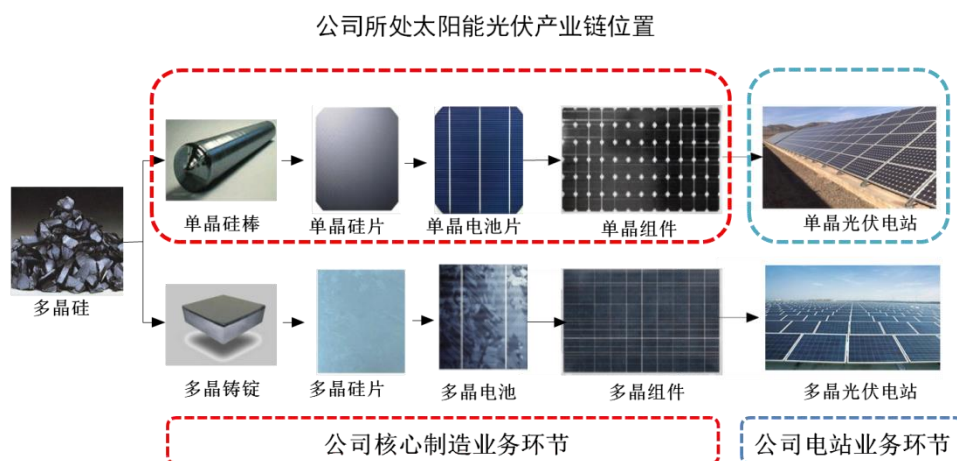 公司所处太阳能光伏产业链位置
单晶硅棒 单晶硅片 单晶电池片 单晶组件 单晶光伏电站
多晶硅
多晶铸锭 多晶硅片 多晶电池 多晶组件 多晶光伏电站
公司核心制造业务环节 公司电站业务环节